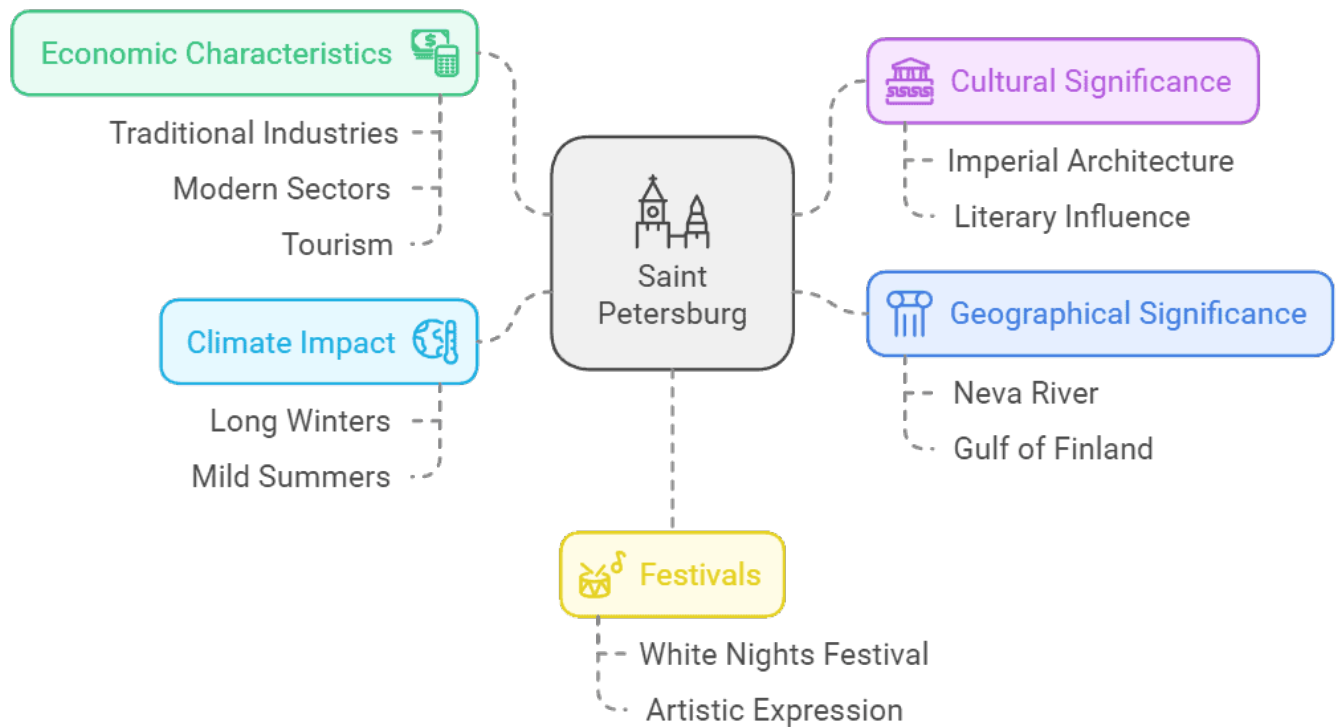 Economic Characteristics
Traditional Industries
Modern Sectors
Tourism
Climate Impact
Long Winters
Mild Summers
Saint
Petersburg
Cultural Significance
Imperial Architecture
Literary Influence
Geographical Significance
Neva River
Gulf of Finland
Festivals
White Nights Festival
Artistic Expression